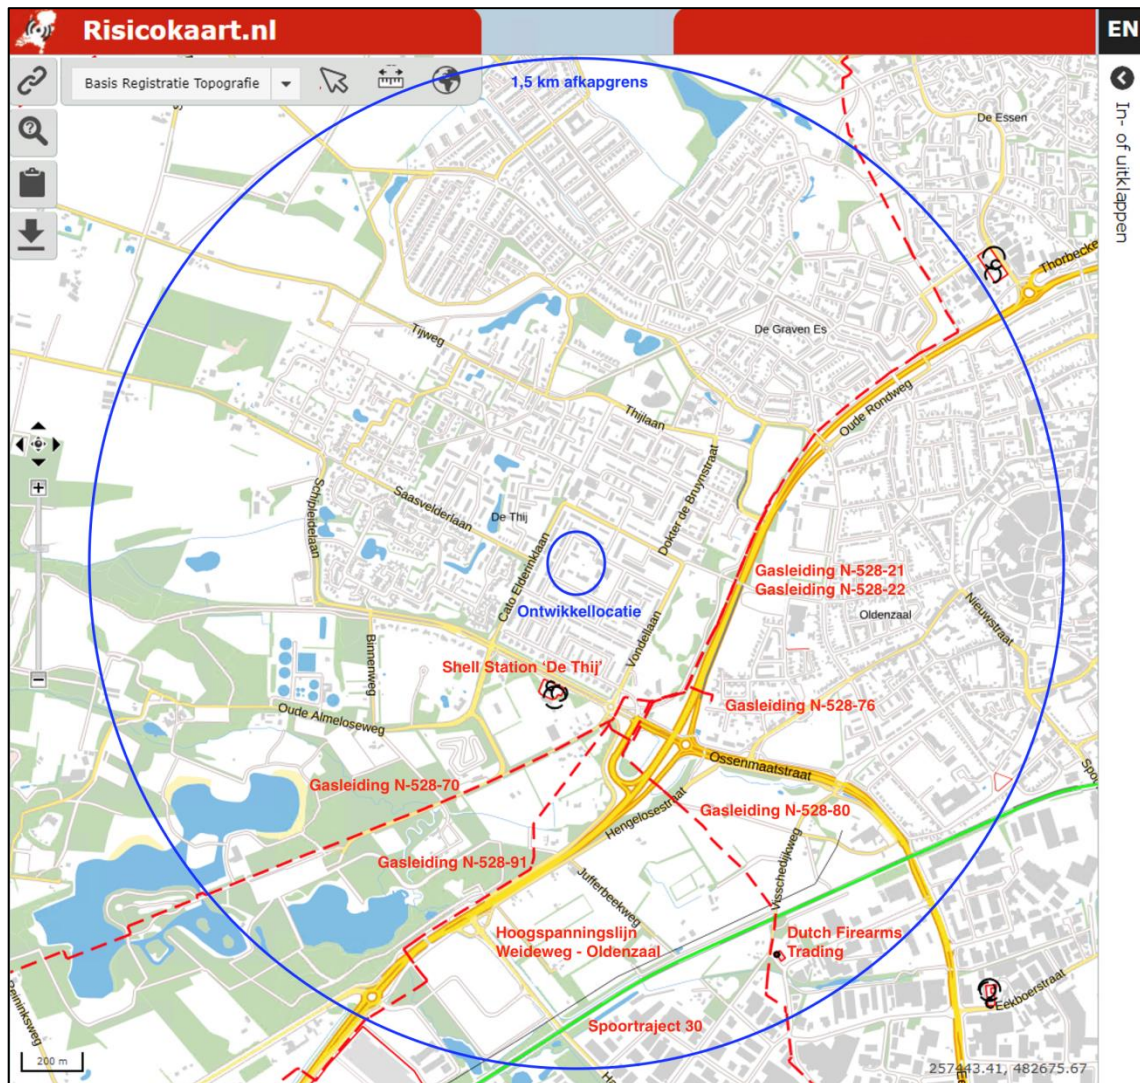 Risicokaart.nl
EN
Basis Registratie Topografie
1,5 km afkapgrens
In- of uitklappen
De Essen
Thorbecke
De Graven Es
Tijweg
Oude Rondweg
Thijlaan
Dokter de Bruynstraat
Saasvelderlaan
De Thij
Schipleidelaan
Cato Elderinklaan
Gasleiding N-528-21
Gasleiding N-528-22
Ontwikkellocatie
Oldenzaal
Nieuwstraat
Vondellaan
Binnenweg
Shell Station 'De Thij'
Oude Almeloseweg
Gasleiding N-528-76
Ossenmaatstraat
Spoo
Gasleiding N-528-70
Gasleiding N-528-80
Hengelosestraat
Gasleiding N-528-91
Visschedijkweg
Jufferbeekweg
Hoogspanningslijn
Weideweg - Oldenzaal
Dutch Firearms
Trading
Eekboerstraat
Spoortraject 30
200 m
257443.41, 482675.67